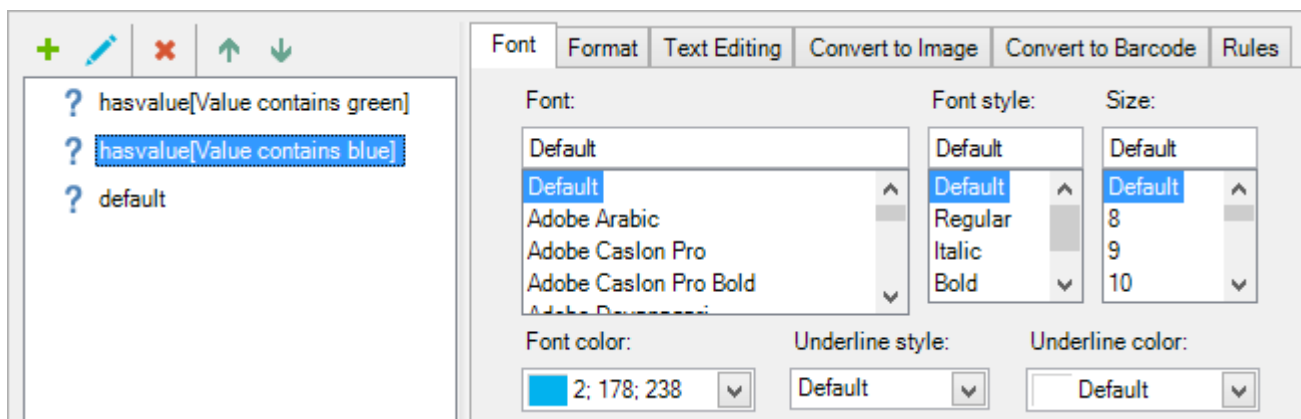 Font Format Text Editing Convert to Image Convert to Barcode Rules
? hasvalue[Value contains green]
? hasvalue[Value contains blue]
? default
Font: Font style: Size:
Default Default Default
Default Default Default
Adobe Arabic Regular 8
Adobe Caslon Pro Italic 9
Adobe Caslon Pro Bold Bold 10
Font color: Underline style: Underline color:
2; 178; 238 Default Default